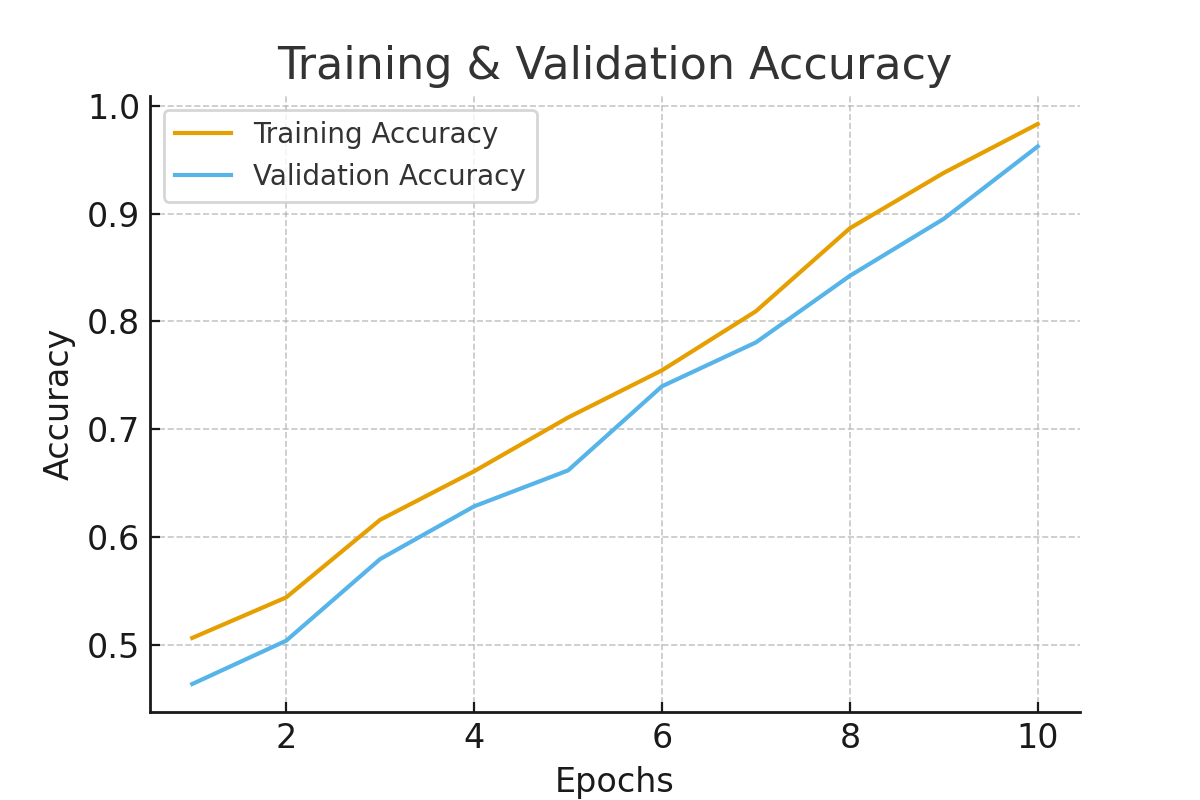 Training & Validation Accuracy
1.0
Training Accuracy
Validation Accuracy
0.9
0.8
Accuracy
0.7
0.6
0.5
2 4 6 8 10
Epochs